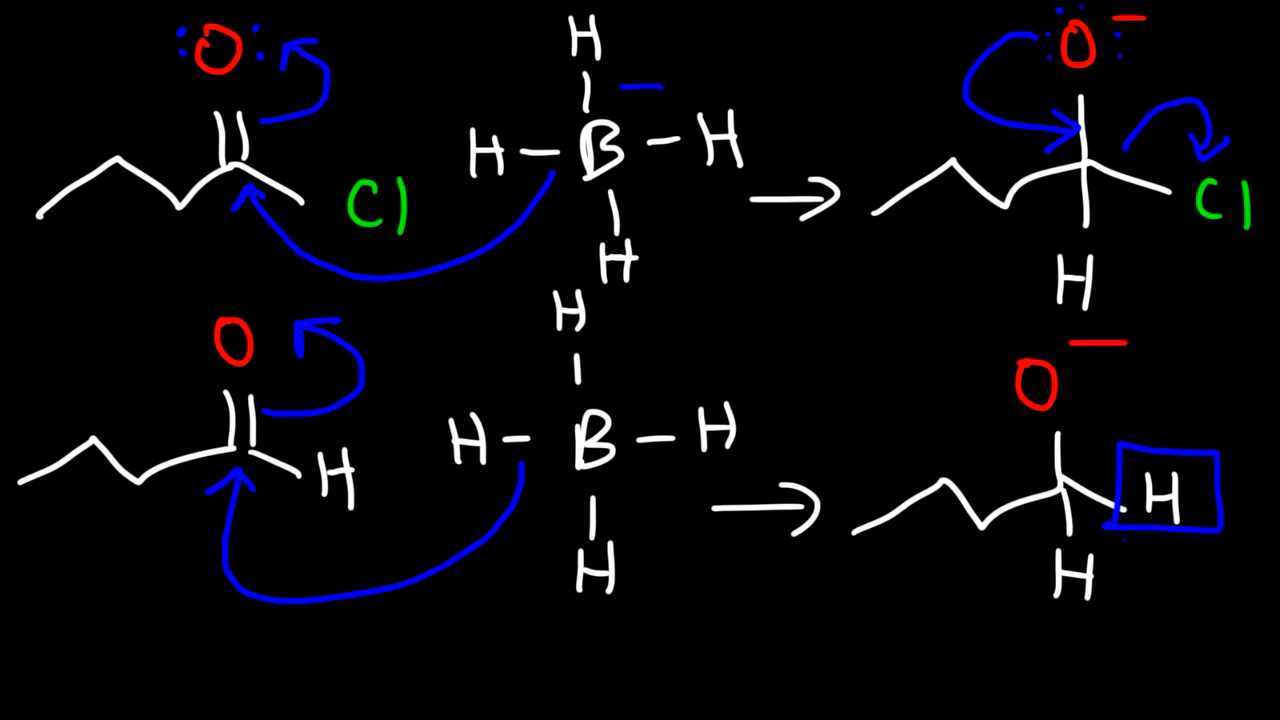 :O: H O−
H – B – H −
Cl → Cl
H H
H
O O−
H – B – H
H → H
H H